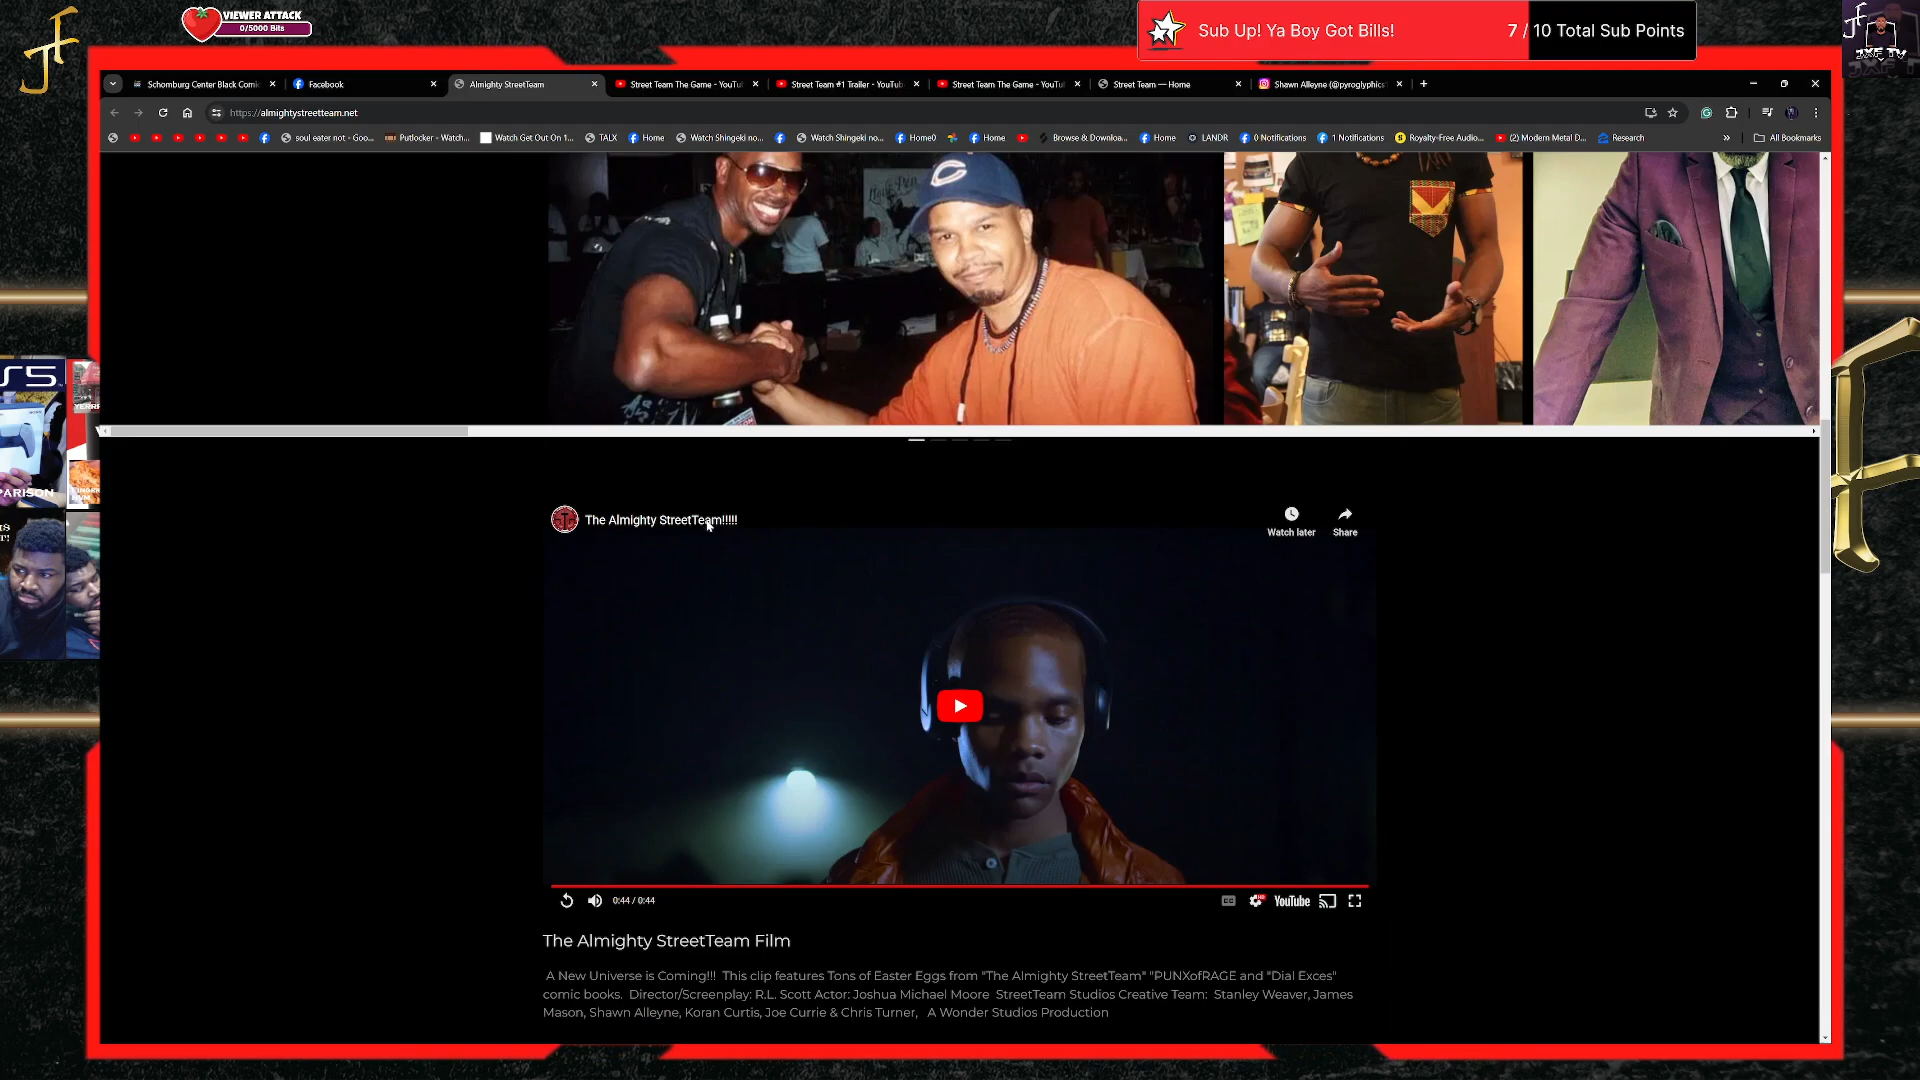 VIEWER ATTACK
0/5000 Bits
Sub Up! Ya Boy Got Bills!
7 / 10 Total Sub Points
JXF TV
Schomburg Center Black Comi
Facebook
Almighty StreetTeam
Street Team The Game - YouTu
Street Team #1 Trailer - YouTub
Street Team The Game - YouTu
Street Team — Home
Shawn Alleyne (@pyroglyphics
https://almightystreetteam.net
soul eater not - Goo...
Putlocker - Watch...
Watch Get Out On 1...
TALX
Home
Watch Shingeki no...
Watch Shingeki no...
Home0
Home
Browse & Downloa...
Home
LANDR
0 Notifications
1 Notifications
Royalty-Free Audio...
(2) Modern Metal D...
Research
All Bookmarks
The Almighty StreetTeam!!!!!
Watch later
Share
0:44 / 0:44
CC
HD
YouTube
The Almighty StreetTeam Film
A New Universe is Coming!!! This clip features Tons of Easter Eggs from "The Almighty StreetTeam" "PUNXofRAGE and "Dial Exces"
comic books. Director/Screenplay: R.L. Scott Actor: Joshua Michael Moore StreetTeam Studios Creative Team: Stanley Weaver, James
Mason, Shawn Alleyne, Koran Curtis, Joe Currie & Chris Turner, A Wonder Studios Production